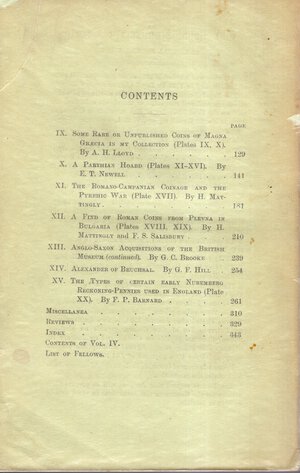 CONTENTS
PAGE
IX. Some Rare or Unpublished Coins of Magna
Græcia in my Collection (Plates IX, X).
By A. H. Lloyd . . . . . . 129
X. A Parthian Hoard (Plates XI-XVI). By
E. T. Newell . . . . . . 141
XI. The Romano-Campanian Coinage and the
Pyrrhic War (Plate XVII). By H. Mat-
tingly . . . . . . . 181
XII. A Find of Roman Coins from Plevna in
Bulgaria (Plates XVIII, XIX). By H.
Mattingly and F. S. Salisbury . . 210
XIII. Anglo-Saxon Acquisitions of the British
Museum (continued). By G. C. Brooke . 239
XIV. Alexander of Bruchsal. By G. F. Hill . 254
XV. The Types of certain early Nuremberg
Reckoning-Pennies used in England (Plate
XX). By F. P. Barnard . . . . 261
Miscellanea . . . . . . . 310
Reviews . . . . . . . . 329
Index . . . . . . . . 343
Contents of Vol. IV.
List of Fellows.